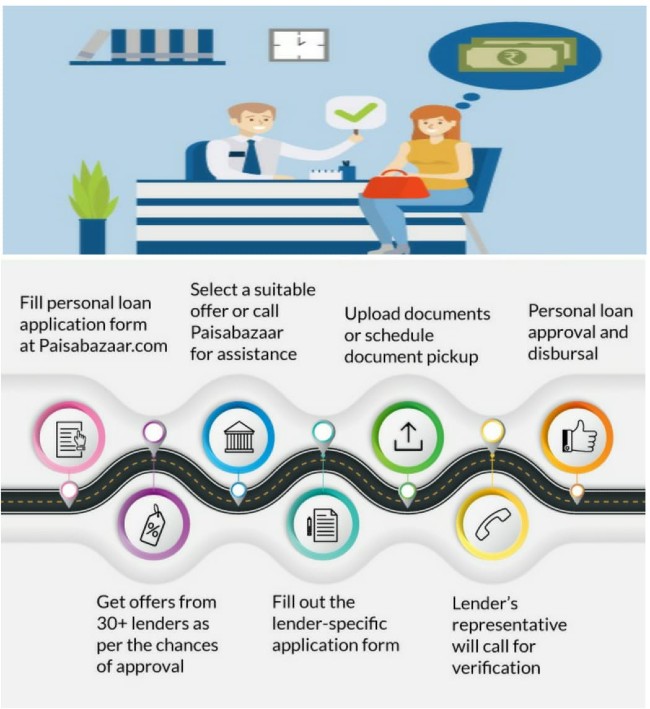 ₹
Fill personal loan
application form
at Paisabazaar.com
Get offers from
30+ lenders as
per the chances
of approval
Select a suitable
offer or call
Paisabazaar
for assistance
Fill out the
lender-specific
application form
Upload documents
or schedule
document pickup
Lender's
representative
will call for
verification
Personal loan
approval and
disbursal
%